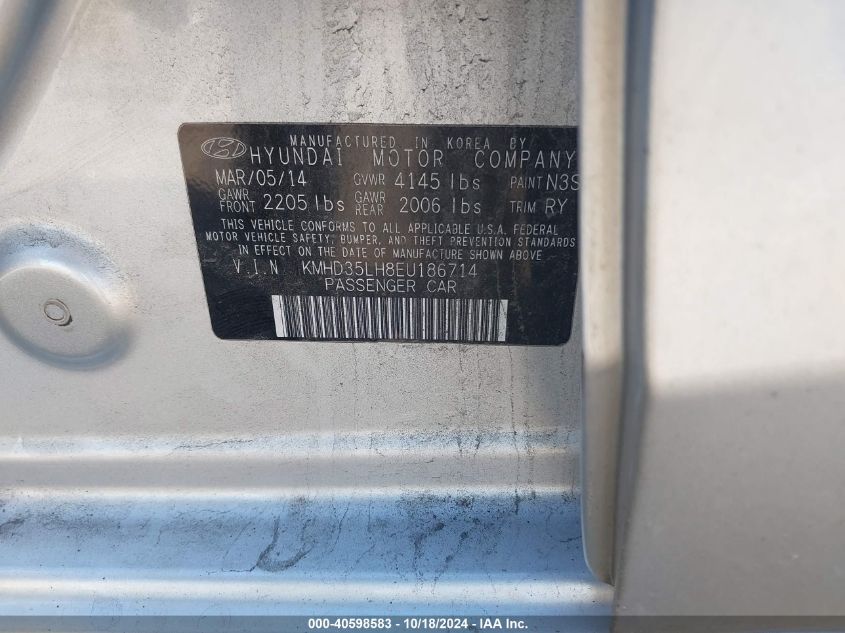 MANUFACTURED IN KOREA BY
HYUNDAI MOTOR COMPANY
MAR/05/14 GVWR 4145 lbs PAINT N3S
GAWR FRONT 2205 lbs GAWR REAR 2006 lbs TRIM RY
THIS VEHICLE CONFORMS TO ALL APPLICABLE U.S.A. FEDERAL
MOTOR VEHICLE SAFETY, BUMPER, AND THEFT PREVENTION STANDARDS
IN EFFECT ON THE DATE OF MANUFACTURE SHOWN ABOVE.
V.I.N KMHD35LH8EU186714
PASSENGER CAR
000-40598583 - 10/18/2024 - Copyright © 2024 IAA, Inc.